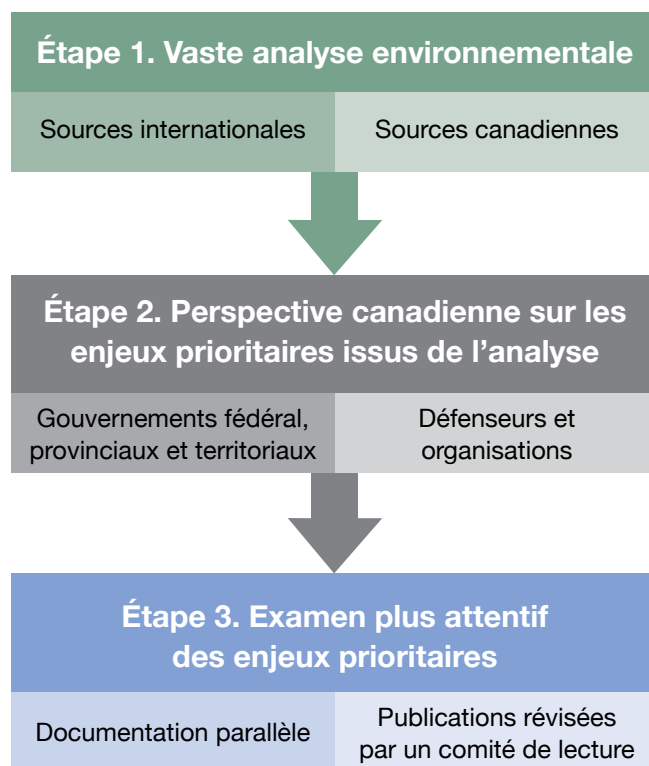 Étape 1. Vaste analyse environnementale
Sources internationales
Sources canadiennes
Étape 2. Perspective canadienne sur les
enjeux prioritaires issus de l’analyse
Gouvernements fédéral,
provinciaux et territoriaux
Défenseurs et
organisations
Étape 3. Examen plus attentif
des enjeux prioritaires
Documentation parallèle
Publications révisées
par un comité de lecture